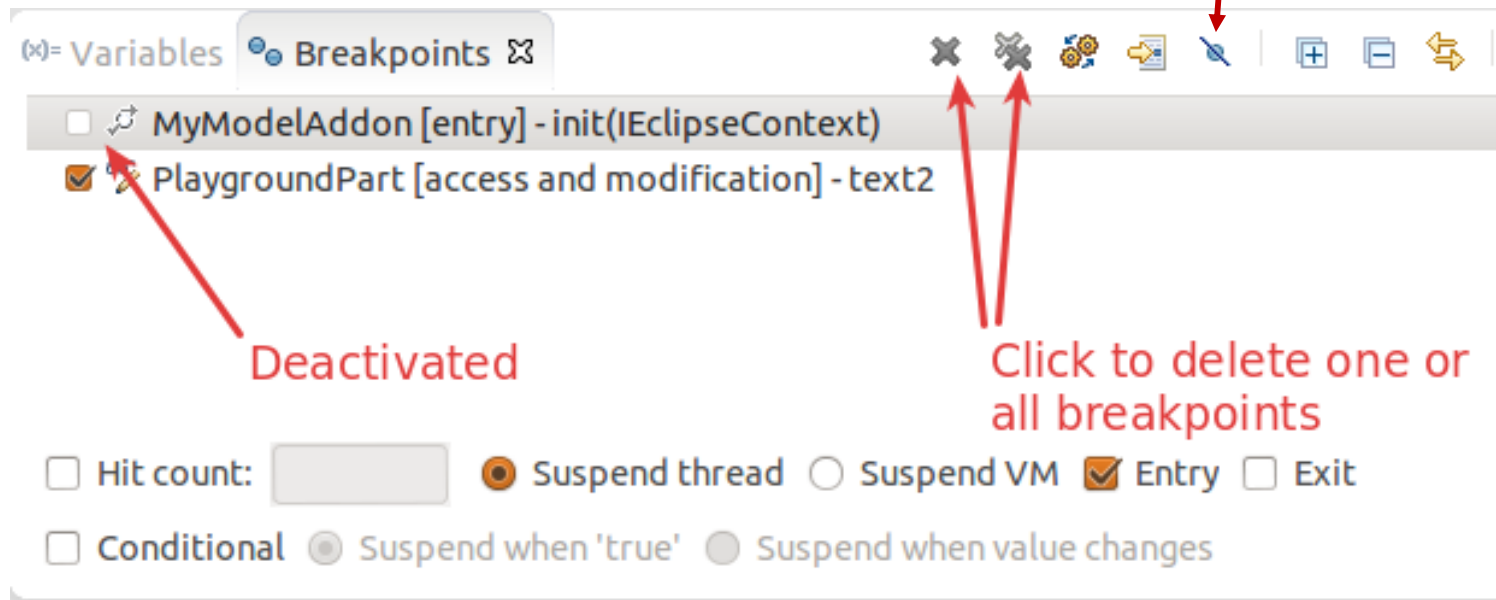 (x)= Variables Breakpoints
MyModelAddon [entry] - init(IEclipseContext)
PlaygroundPart [access and modification] - text2
Deactivated
Click to delete one or
all breakpoints
Hit count: Suspend thread Suspend VM Entry Exit
Conditional Suspend when 'true' Suspend when value changes